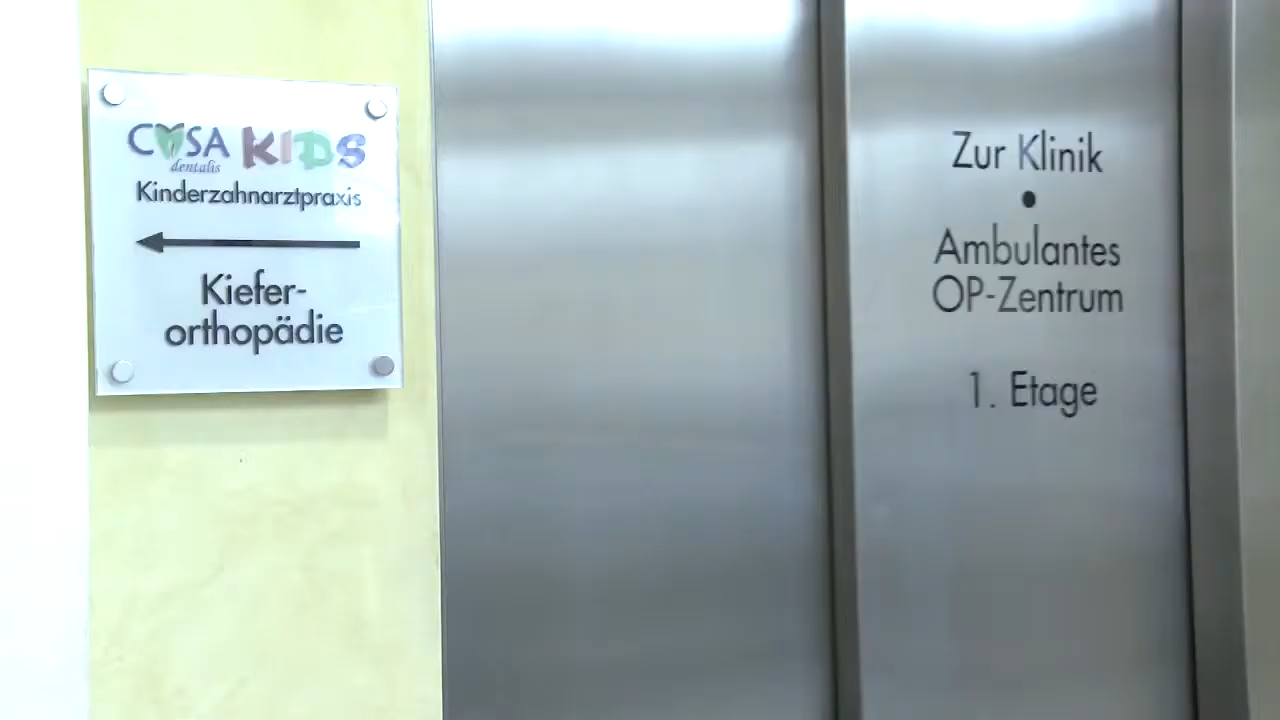 CASA KIDS
dentalis
Kinderzahnarztpraxis
Kiefer-
orthopädie
Zur Klinik
•
Ambulantes
OP-Zentrum
1. Etage